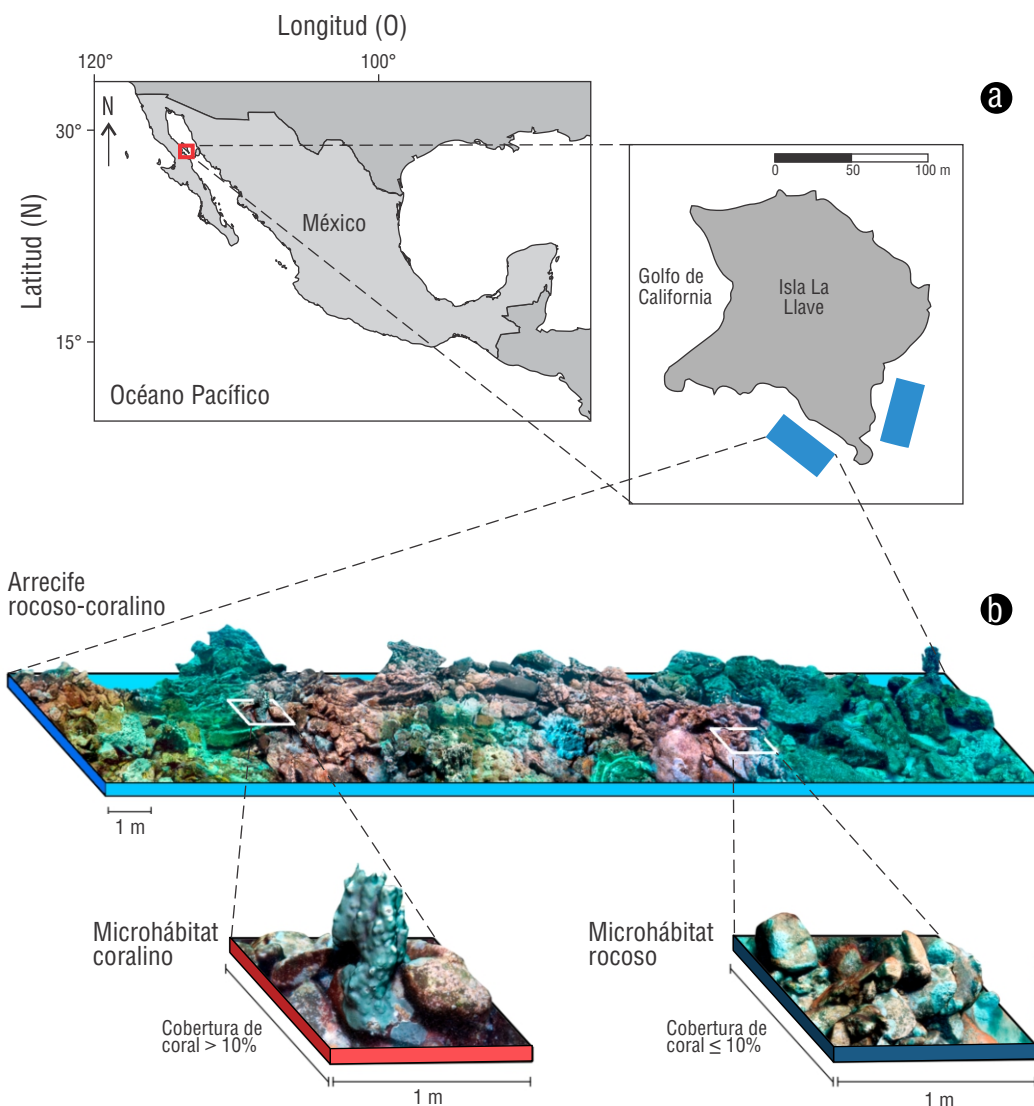 Longitud (O)
120°
100°
a
N
30°
0
50
100 m
Latitud (N)
México
Golfo de
California
Isla La
Llave
15°
Océano Pacífico
Arrecife
rocoso-coralino
b
1 m
Microhábitat
coralino
Microhábitat
rocoso
Cobertura de
coral > 10%
Cobertura de
coral ≤ 10%
1 m
1 m